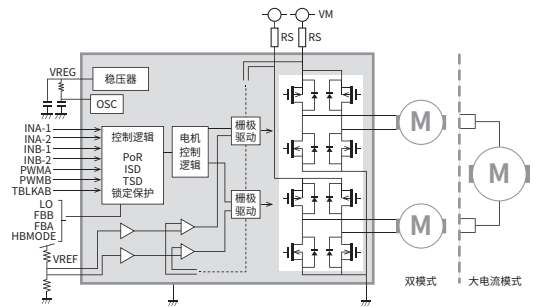 VM
RS
RS
VREG
稳压器
OSC
INA-1
INA-2
INB-1
INB-2
PWMA
PWMB
TBLKAB
控制逻辑
PoR
ISD
TSD
锁定保护
电机
控制
逻辑
栅极
驱动
栅极
驱动
LO
FBB
FBA
HBMODE
VREF
M
M
M
双模式
大电流模式